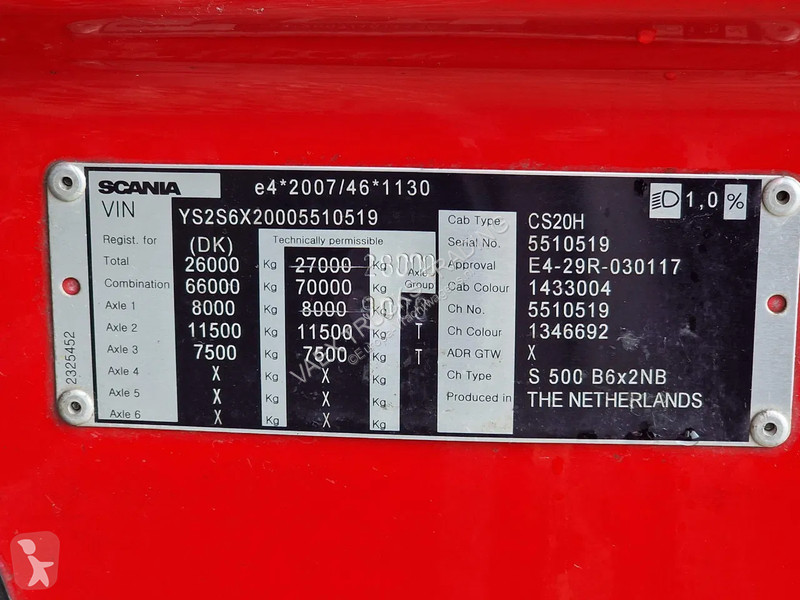 SCANIA e4*2007/46*1130 1,0 %
VIN YS2S6X20005510519
Regist. for (DK) Technically permissible
Total 26000 Kg 27000 Kg 26000
Combination 66000 Kg 70000 Kg Axle Group
Axle 1 8000 Kg 8000 Kg
Axle 2 11500 Kg 11500 Kg T
Axle 3 7500 Kg 7500 Kg T
Axle 4 X Kg X Kg
Axle 5 X Kg X Kg
Axle 6 X Kg X Kg
Cab Type CS20H
Serial No. 5510519
Approval E4-29R-030117
Cab Colour 1433004
Ch No. 5510519
Ch Colour 1346692
ADR GTW X
Ch Type S 500 B6x2NB
Produced in THE NETHERLANDS
2325452